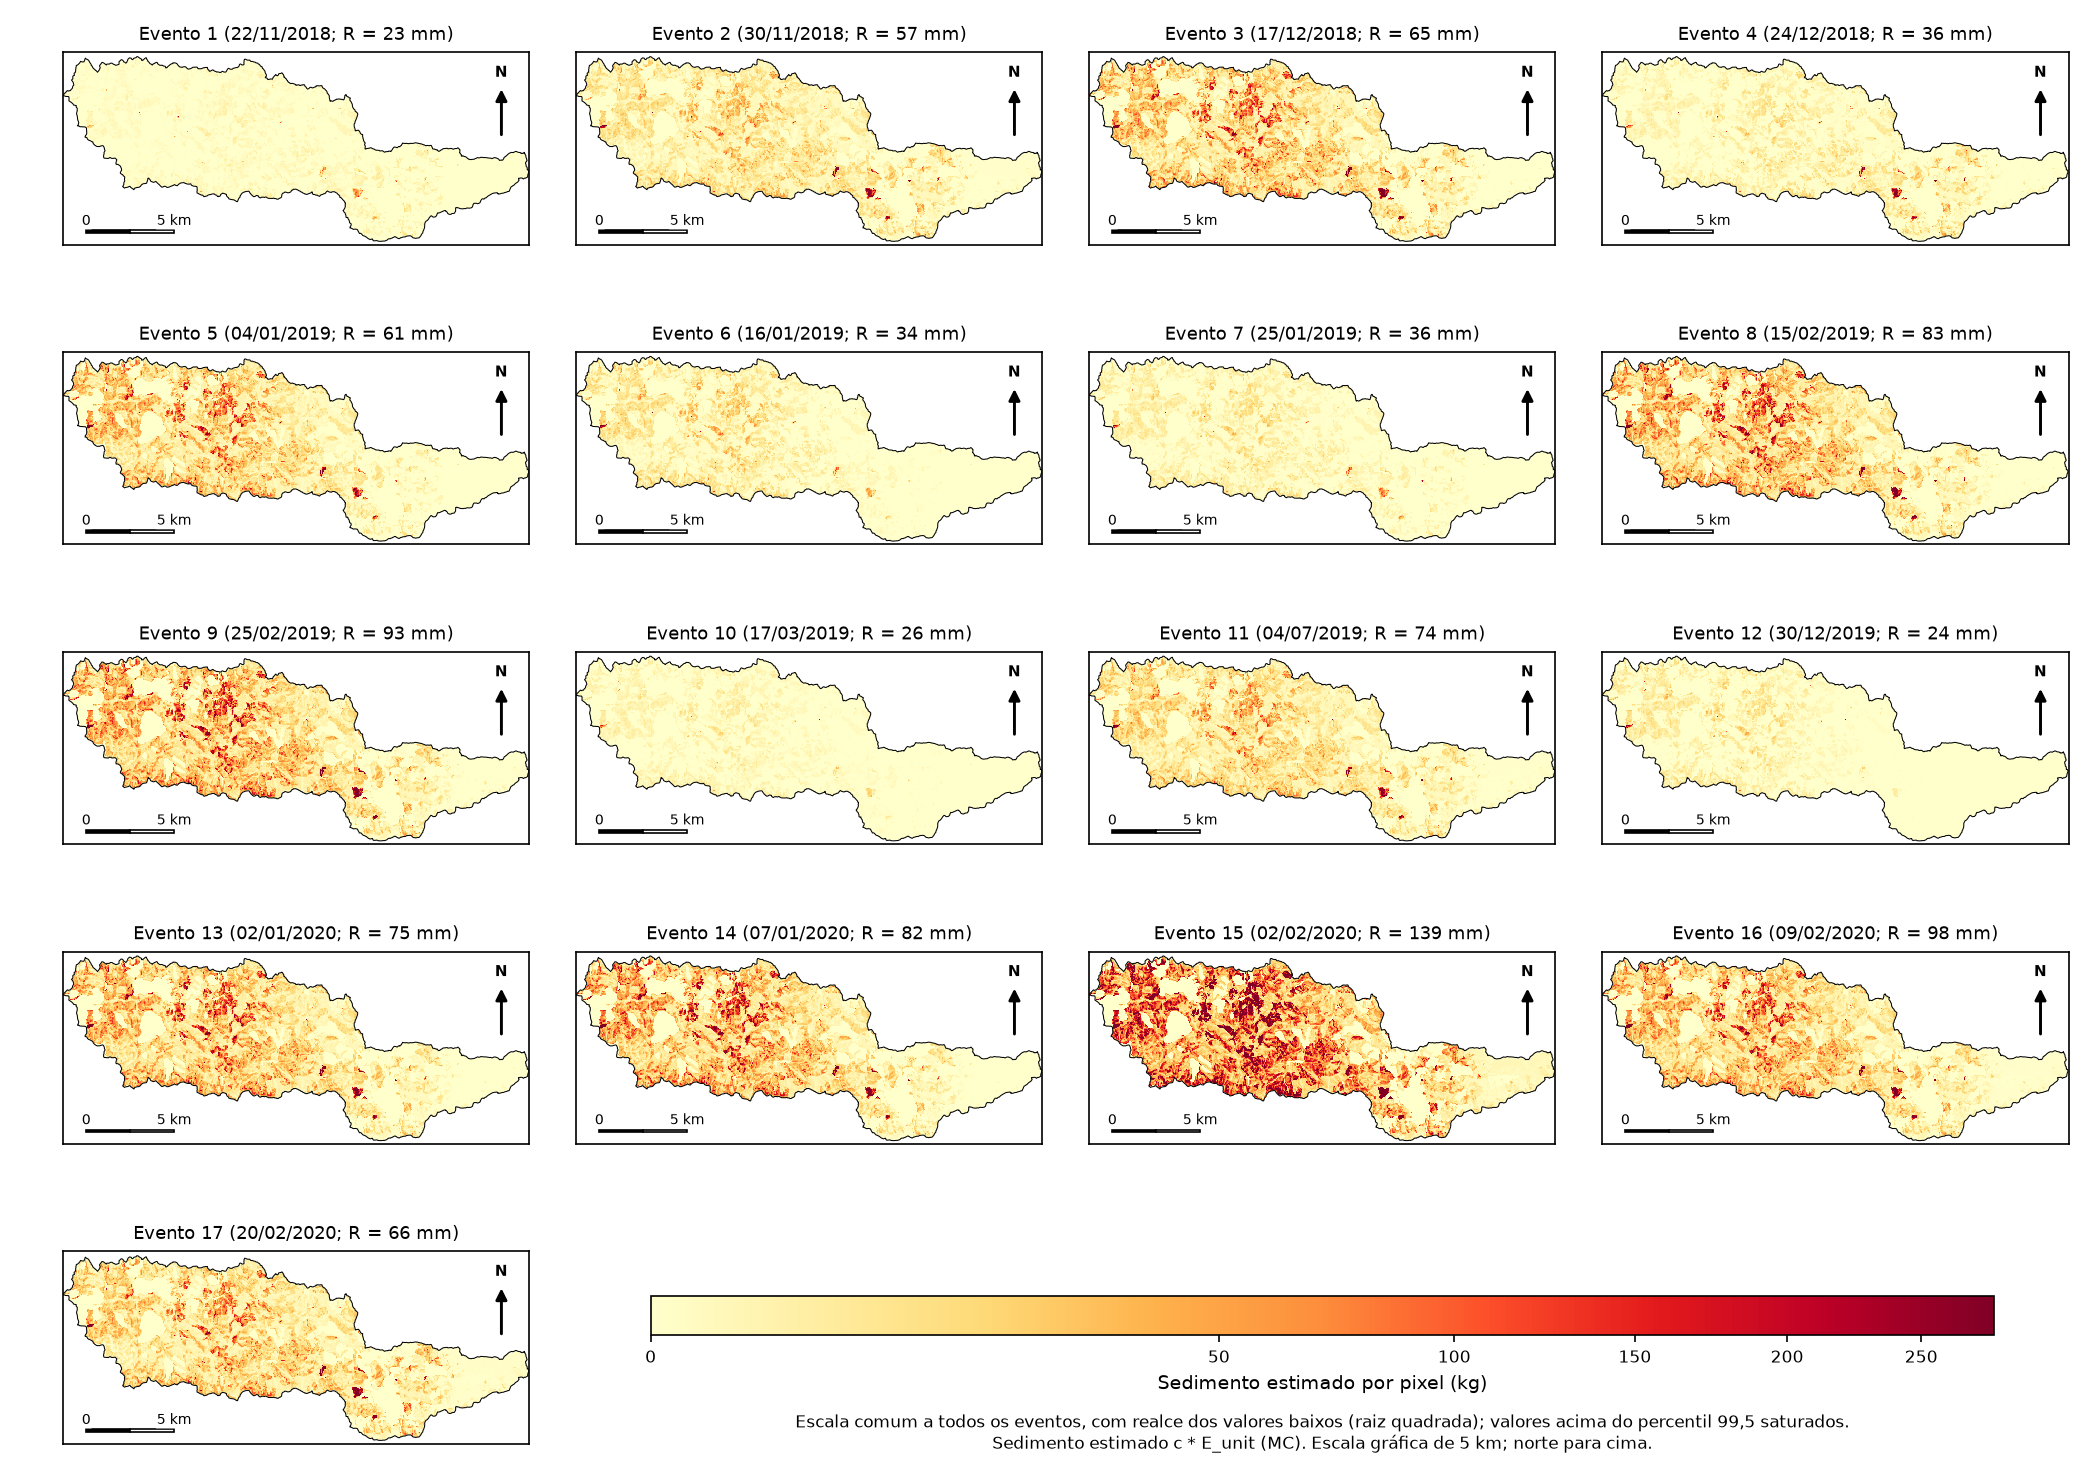 Evento 1 (22/11/2018; R = 23 mm)
N
0 5 km
Evento 2 (30/11/2018; R = 57 mm)
N
0 5 km
Evento 3 (17/12/2018; R = 65 mm)
N
0 5 km
Evento 4 (24/12/2018; R = 36 mm)
N
0 5 km
Evento 5 (04/01/2019; R = 61 mm)
N
0 5 km
Evento 6 (16/01/2019; R = 34 mm)
N
0 5 km
Evento 7 (25/01/2019; R = 36 mm)
N
0 5 km
Evento 8 (15/02/2019; R = 83 mm)
N
0 5 km
Evento 9 (25/02/2019; R = 93 mm)
N
0 5 km
Evento 10 (17/03/2019; R = 26 mm)
N
0 5 km
Evento 11 (04/07/2019; R = 74 mm)
N
0 5 km
Evento 12 (30/12/2019; R = 24 mm)
N
0 5 km
Evento 13 (02/01/2020; R = 75 mm)
N
0 5 km
Evento 14 (07/01/2020; R = 82 mm)
N
0 5 km
Evento 15 (02/02/2020; R = 139 mm)
N
0 5 km
Evento 16 (09/02/2020; R = 98 mm)
N
0 5 km
Evento 17 (20/02/2020; R = 66 mm)
N
0 5 km
0 50 100 150 200 250
Sedimento estimado por pixel (kg)
Escala comum a todos os eventos, com realce dos valores baixos (raiz quadrada); valores acima do percentil 99,5 saturados.
Sedimento estimado c * E_unit (MC). Escala gráfica de 5 km; norte para cima.